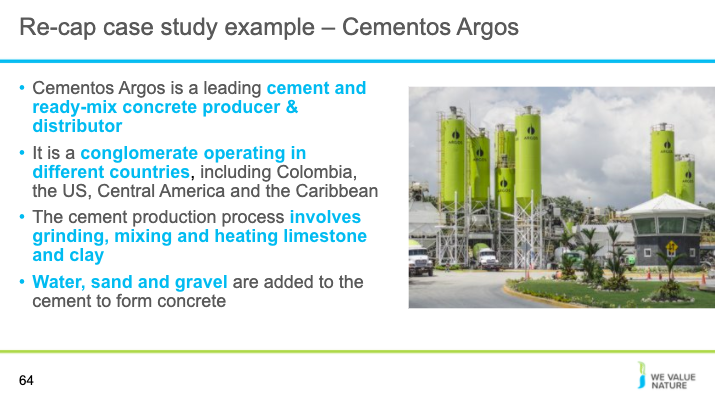 Re-cap case study example – Cementos Argos
• Cementos Argos is a leading cement and
ready-mix concrete producer &
distributor
• It is a conglomerate operating in
different countries, including Colombia,
the US, Central America and the Caribbean
• The cement production process involves
grinding, mixing and heating limestone
and clay
• Water, sand and gravel are added to the
cement to form concrete
64
WE VALUE
NATURE